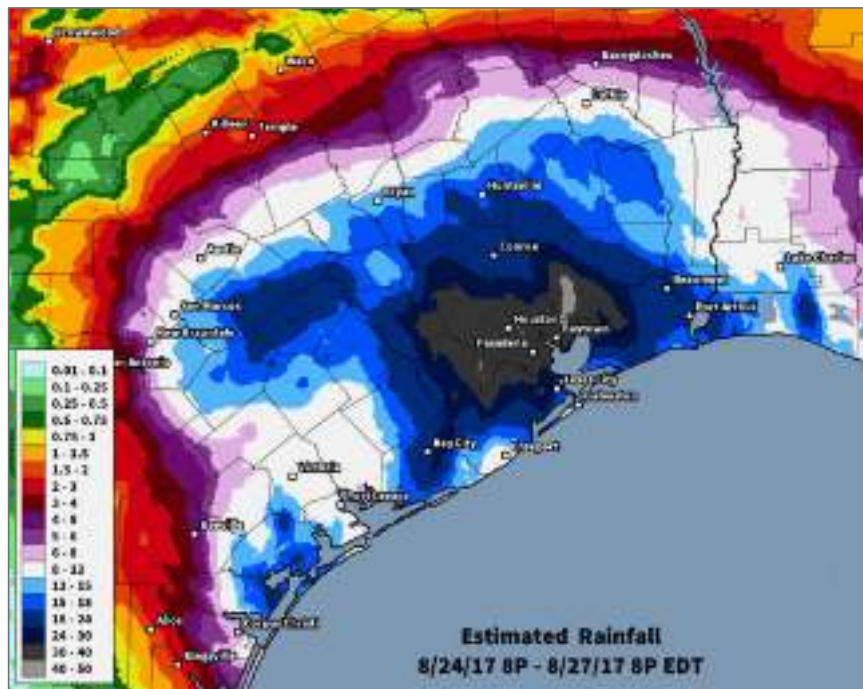 Waco
Nacogdoches
Lufkin
Killeen
Temple
Bryan
Huntsville
Austin
Conroe
Lake Charles
Beaumont
San Marcos
Port Arthur
Houston
Baytown
New Braunfels
Pasadena
0.01 - 0.1
0.1 - 0.25
0.25 - 0.5
Texas City
0.5 - 0.75
Galveston
0.75 - 1
1 - 1.5
Bay City
Freeport
1.5 - 2
Victoria
2 - 3
Port Lavaca
3 - 4
4 - 5
Beeville
5 - 6
6 - 8
12 - 15
15 - 18
Alice
Corpus Christi
24 - 30
30 - 40
Kingsville
40 - 50
Estimated Rainfall
8/24/17 8P - 8/27/17 8P EDT